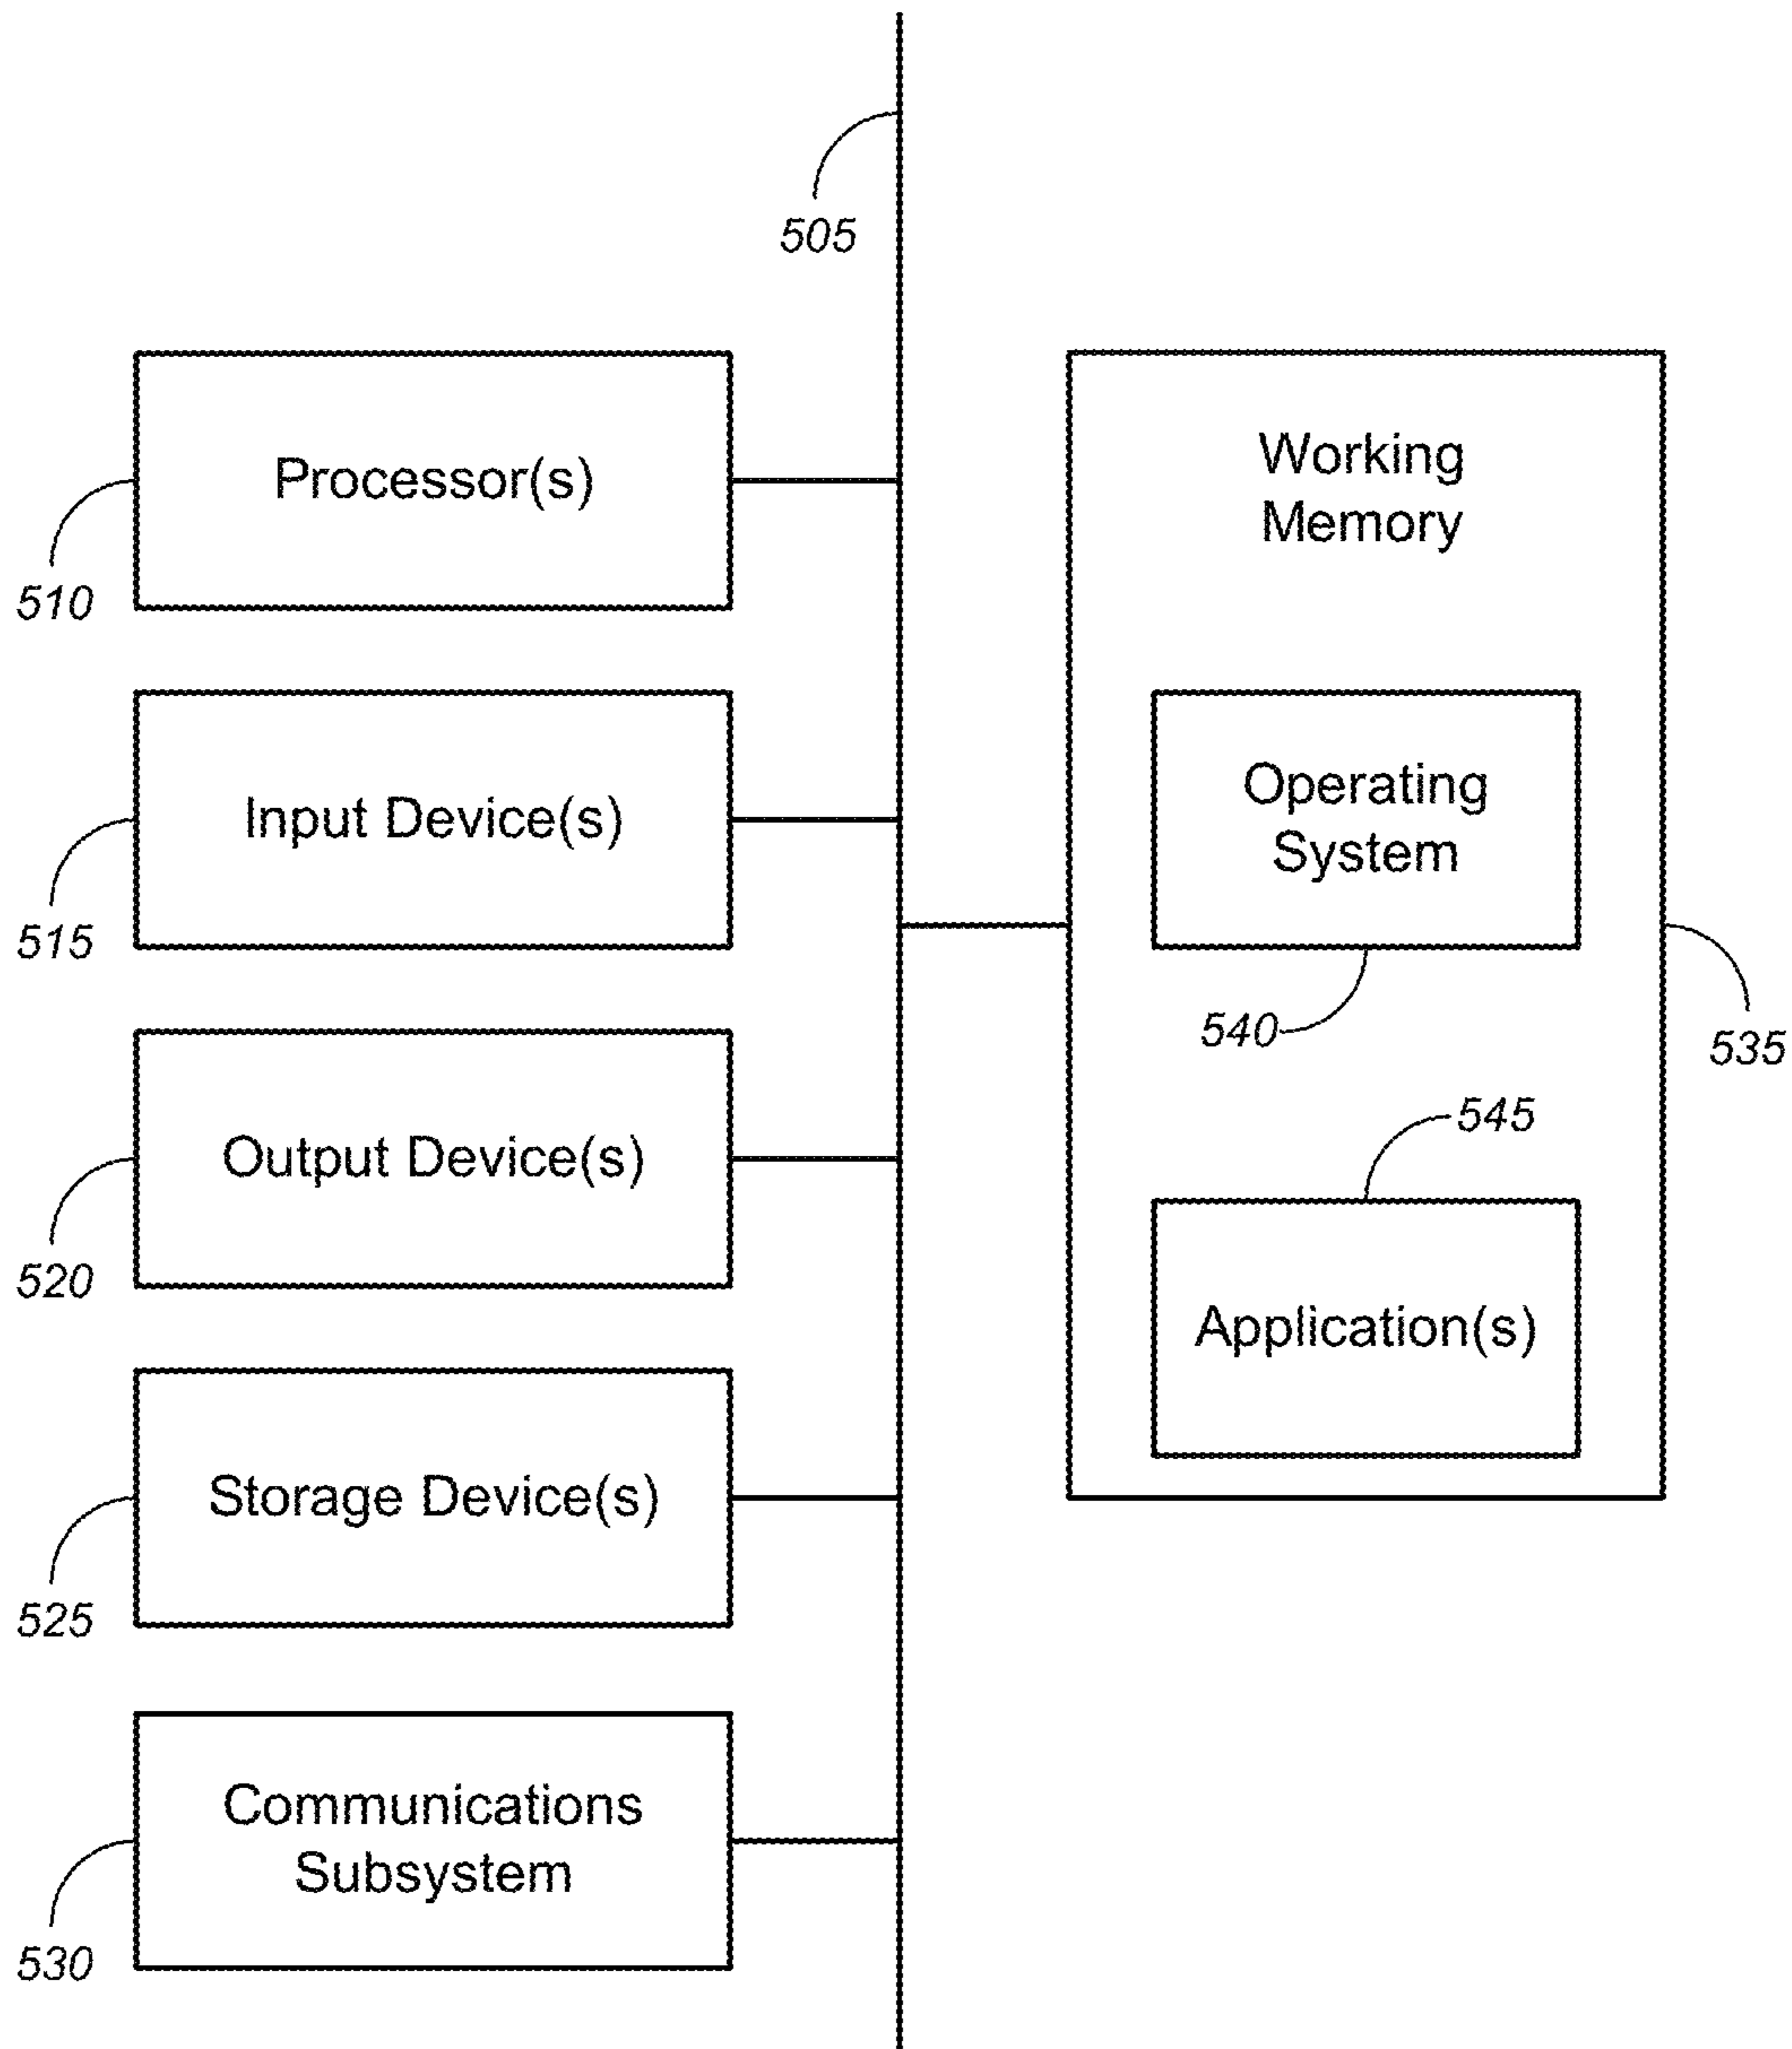 505
Processor(s)
510
Input Device(s)
515
Output Device(s)
520
Storage Device(s)
525
Communications
Subsystem
530
Working
Memory
Operating
System
540
535
545
Application(s)